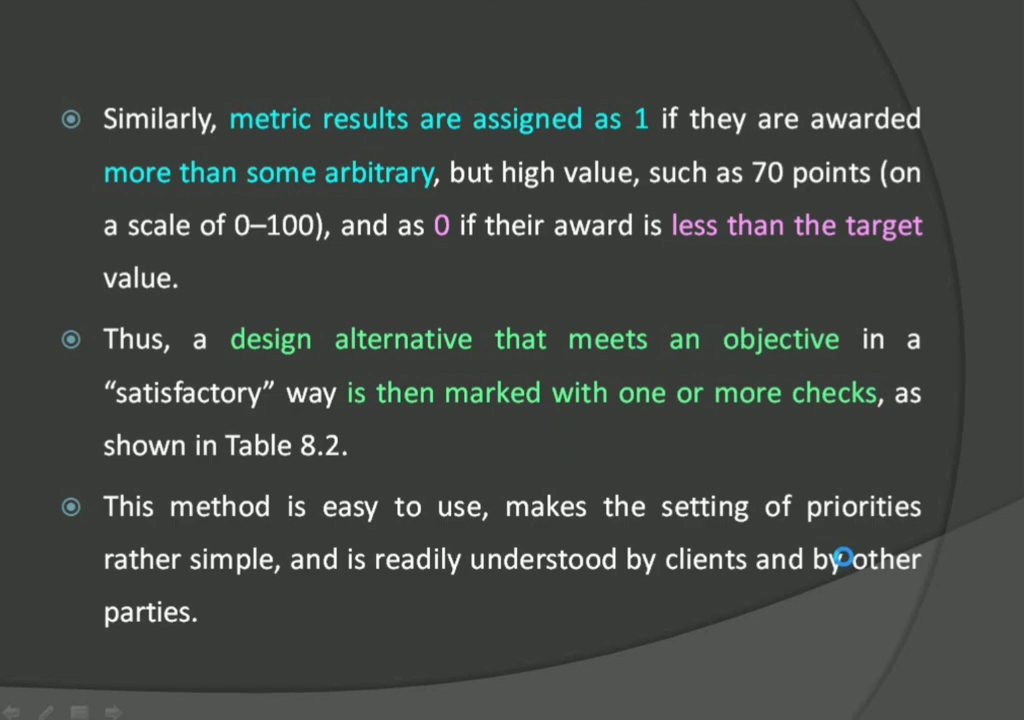 Similarly, metric results are assigned as 1 if they are awarded
more than some arbitrary, but high value, such as 70 points (on
a scale of 0–100), and as 0 if their award is less than the target
value.
Thus, a design alternative that meets an objective in a
“satisfactory” way is then marked with one or more checks, as
shown in Table 8.2.
This method is easy to use, makes the setting of priorities
rather simple, and is readily understood by clients and by other
parties.